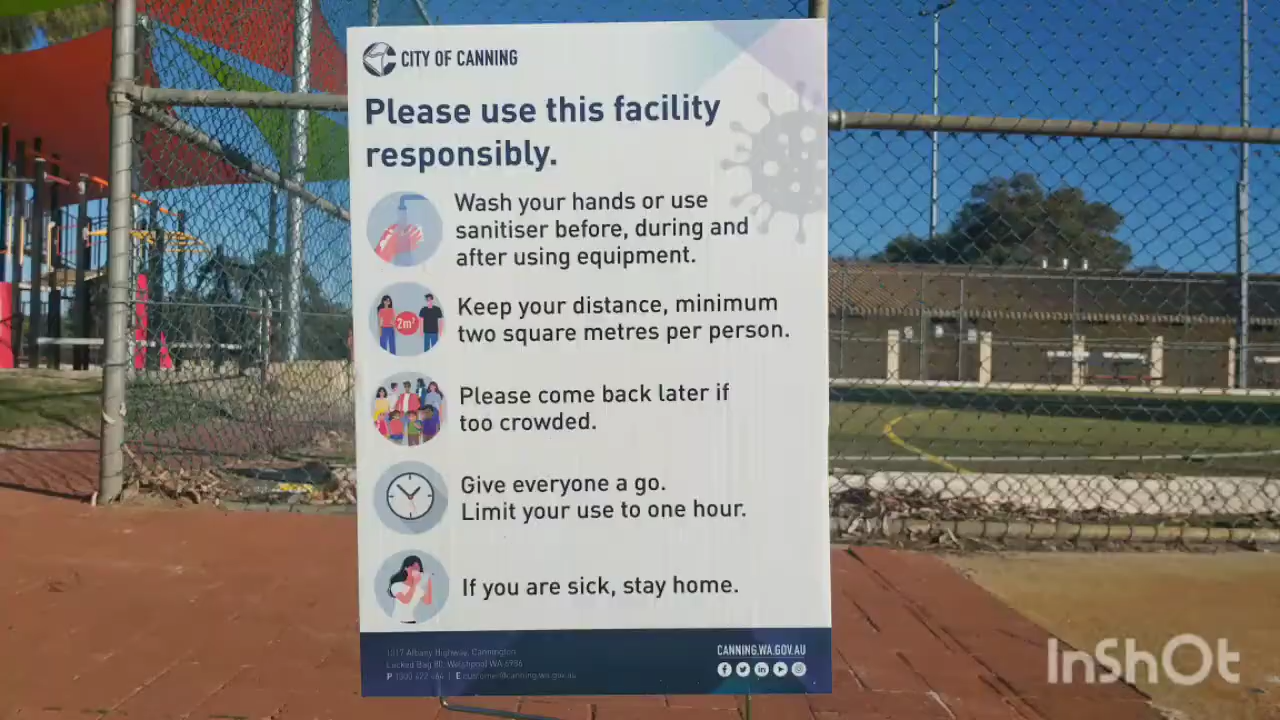 CITY OF CANNING
Please use this facility
responsibly.
Wash your hands or use
sanitiser before, during and
after using equipment.
2m²
Keep your distance, minimum
two square metres per person.
Please come back later if
too crowded.
Give everyone a go.
Limit your use to one hour.
If you are sick, stay home.
1317 Albany Highway, Cannington
Locked Bag 80, Welshpool WA 6986
P 1300 422 664 | E customer@canning.wa.gov.au
CANNING.WA.GOV.AU
InShOt